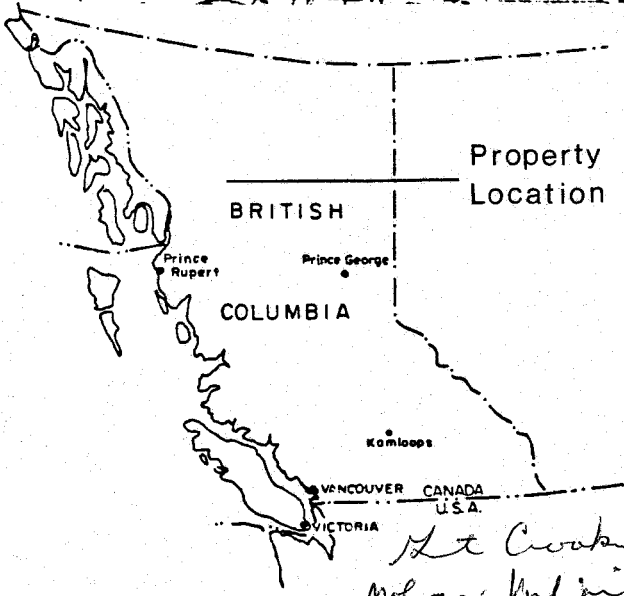 Property
Location
BRITISH
Prince
Rupert
Prince George
COLUMBIA
Kamloops
VANCOUVER
CANADA
U.S.A.
VICTORIA